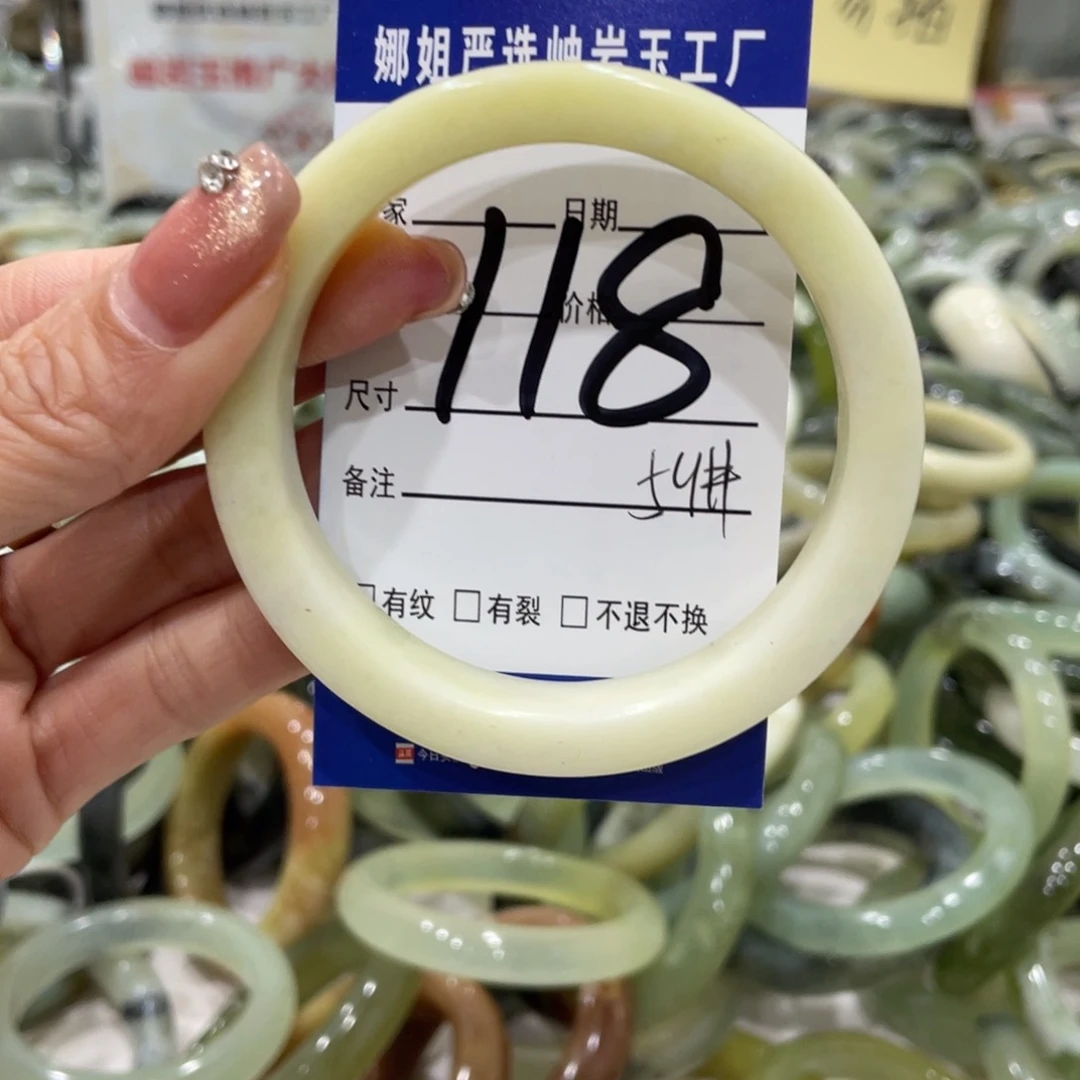 娜姐严选岫岩玉工厂
家 日期
价格
118
尺寸
54#
备注
有纹 □有裂 □不退不换